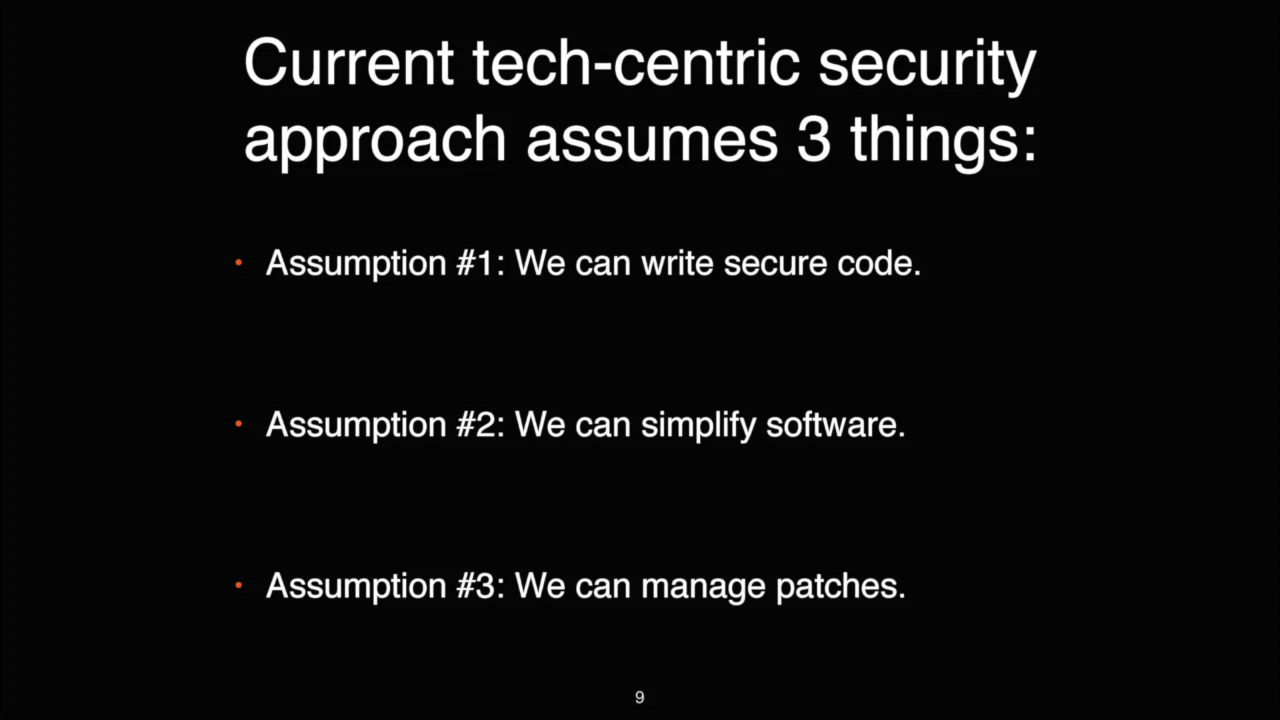 Current tech-centric security
approach assumes 3 things:
• Assumption #1: We can write secure code.
• Assumption #2: We can simplify software.
• Assumption #3: We can manage patches.
9